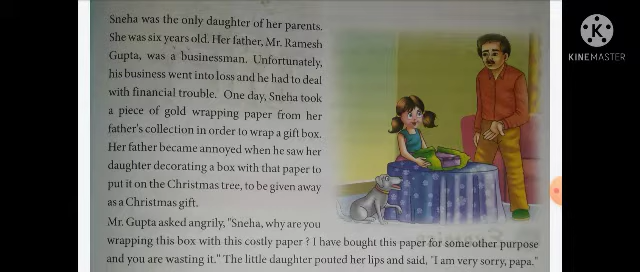 Sneha was the only daughter of her parents.
She was six years old. Her father, Mr. Ramesh
Gupta, was a businessman. Unfortunately,
his business went into loss and he had to deal
with financial trouble. One day, Sneha took
a piece of gold wrapping paper from her
father's collection in order to wrap a gift box.
Her father became annoyed when he saw her
daughter decorating a box with that paper to
put it on the Christmas tree, to be given away
as a Christmas gift.
Mr. Gupta asked angrily, "Sneha, why are you
wrapping this box with this costly paper ? I have bought this paper for some other purpose
and you are wasting it." The little daughter pouted her lips and said, "I am very sorry, papa."
KINEMASTER